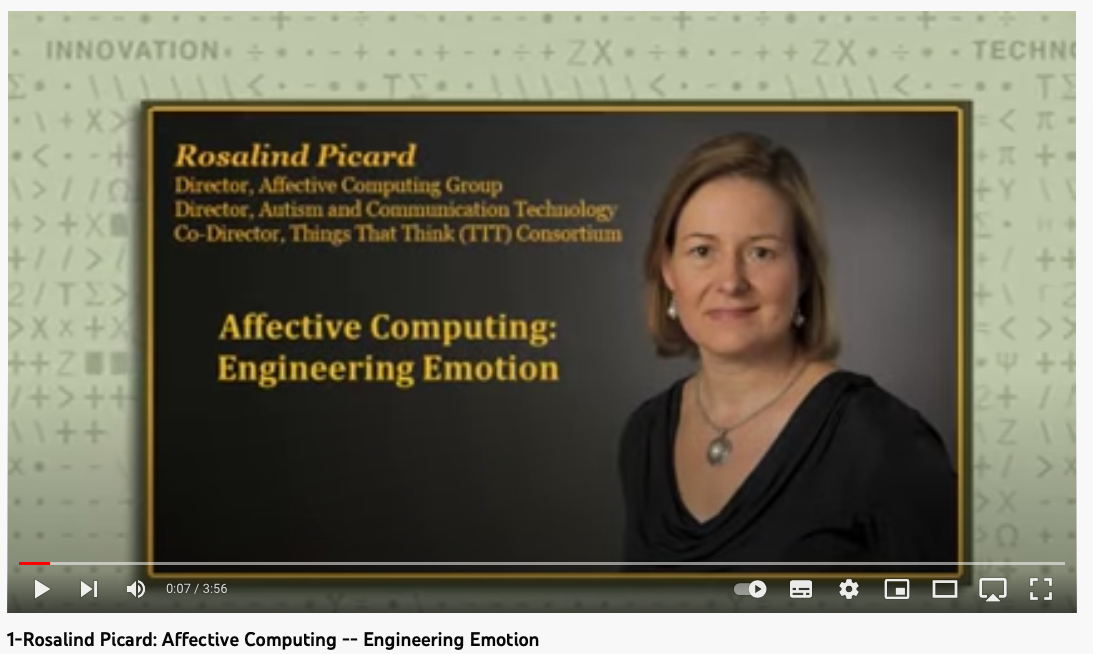 INNOVATION
TECHNO
Rosalind Picard
Director, Affective Computing Group
Director, Autism and Communication Technology
Co-Director, Things That Think (TTT) Consortium
Affective Computing:
Engineering Emotion
0:07 / 3:56
1-Rosalind Picard: Affective Computing -- Engineering Emotion